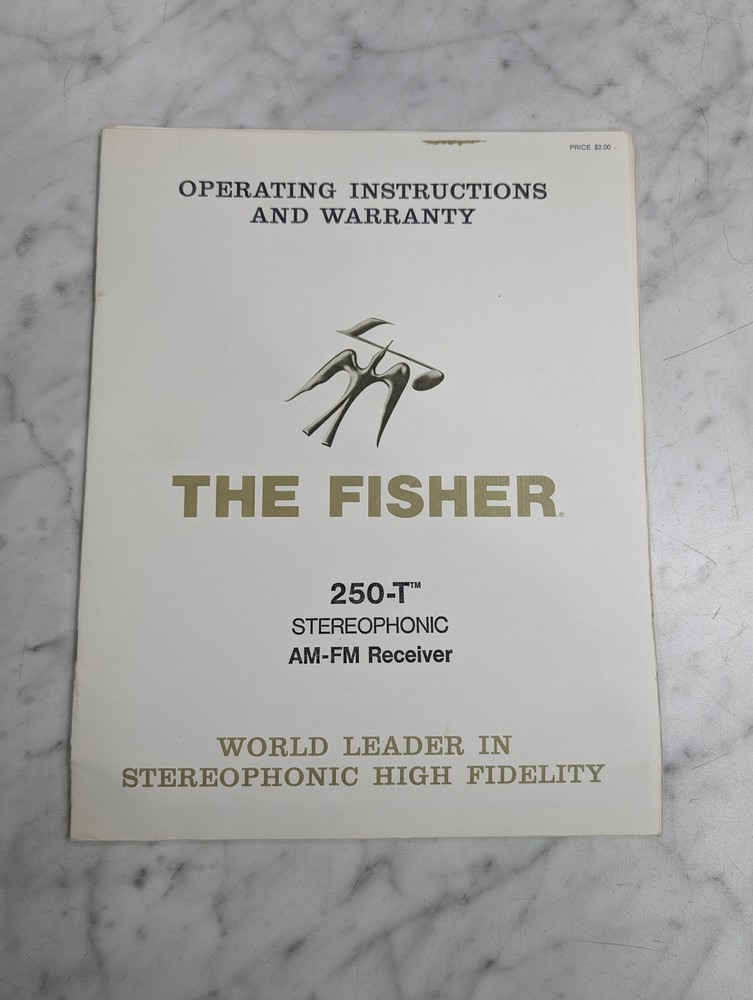 PRICE $2.00
OPERATING INSTRUCTIONS
AND WARRANTY
THE FISHER®
250-T™
STEREOPHONIC
AM-FM Receiver
WORLD LEADER IN
STEREOPHONIC HIGH FIDELITY